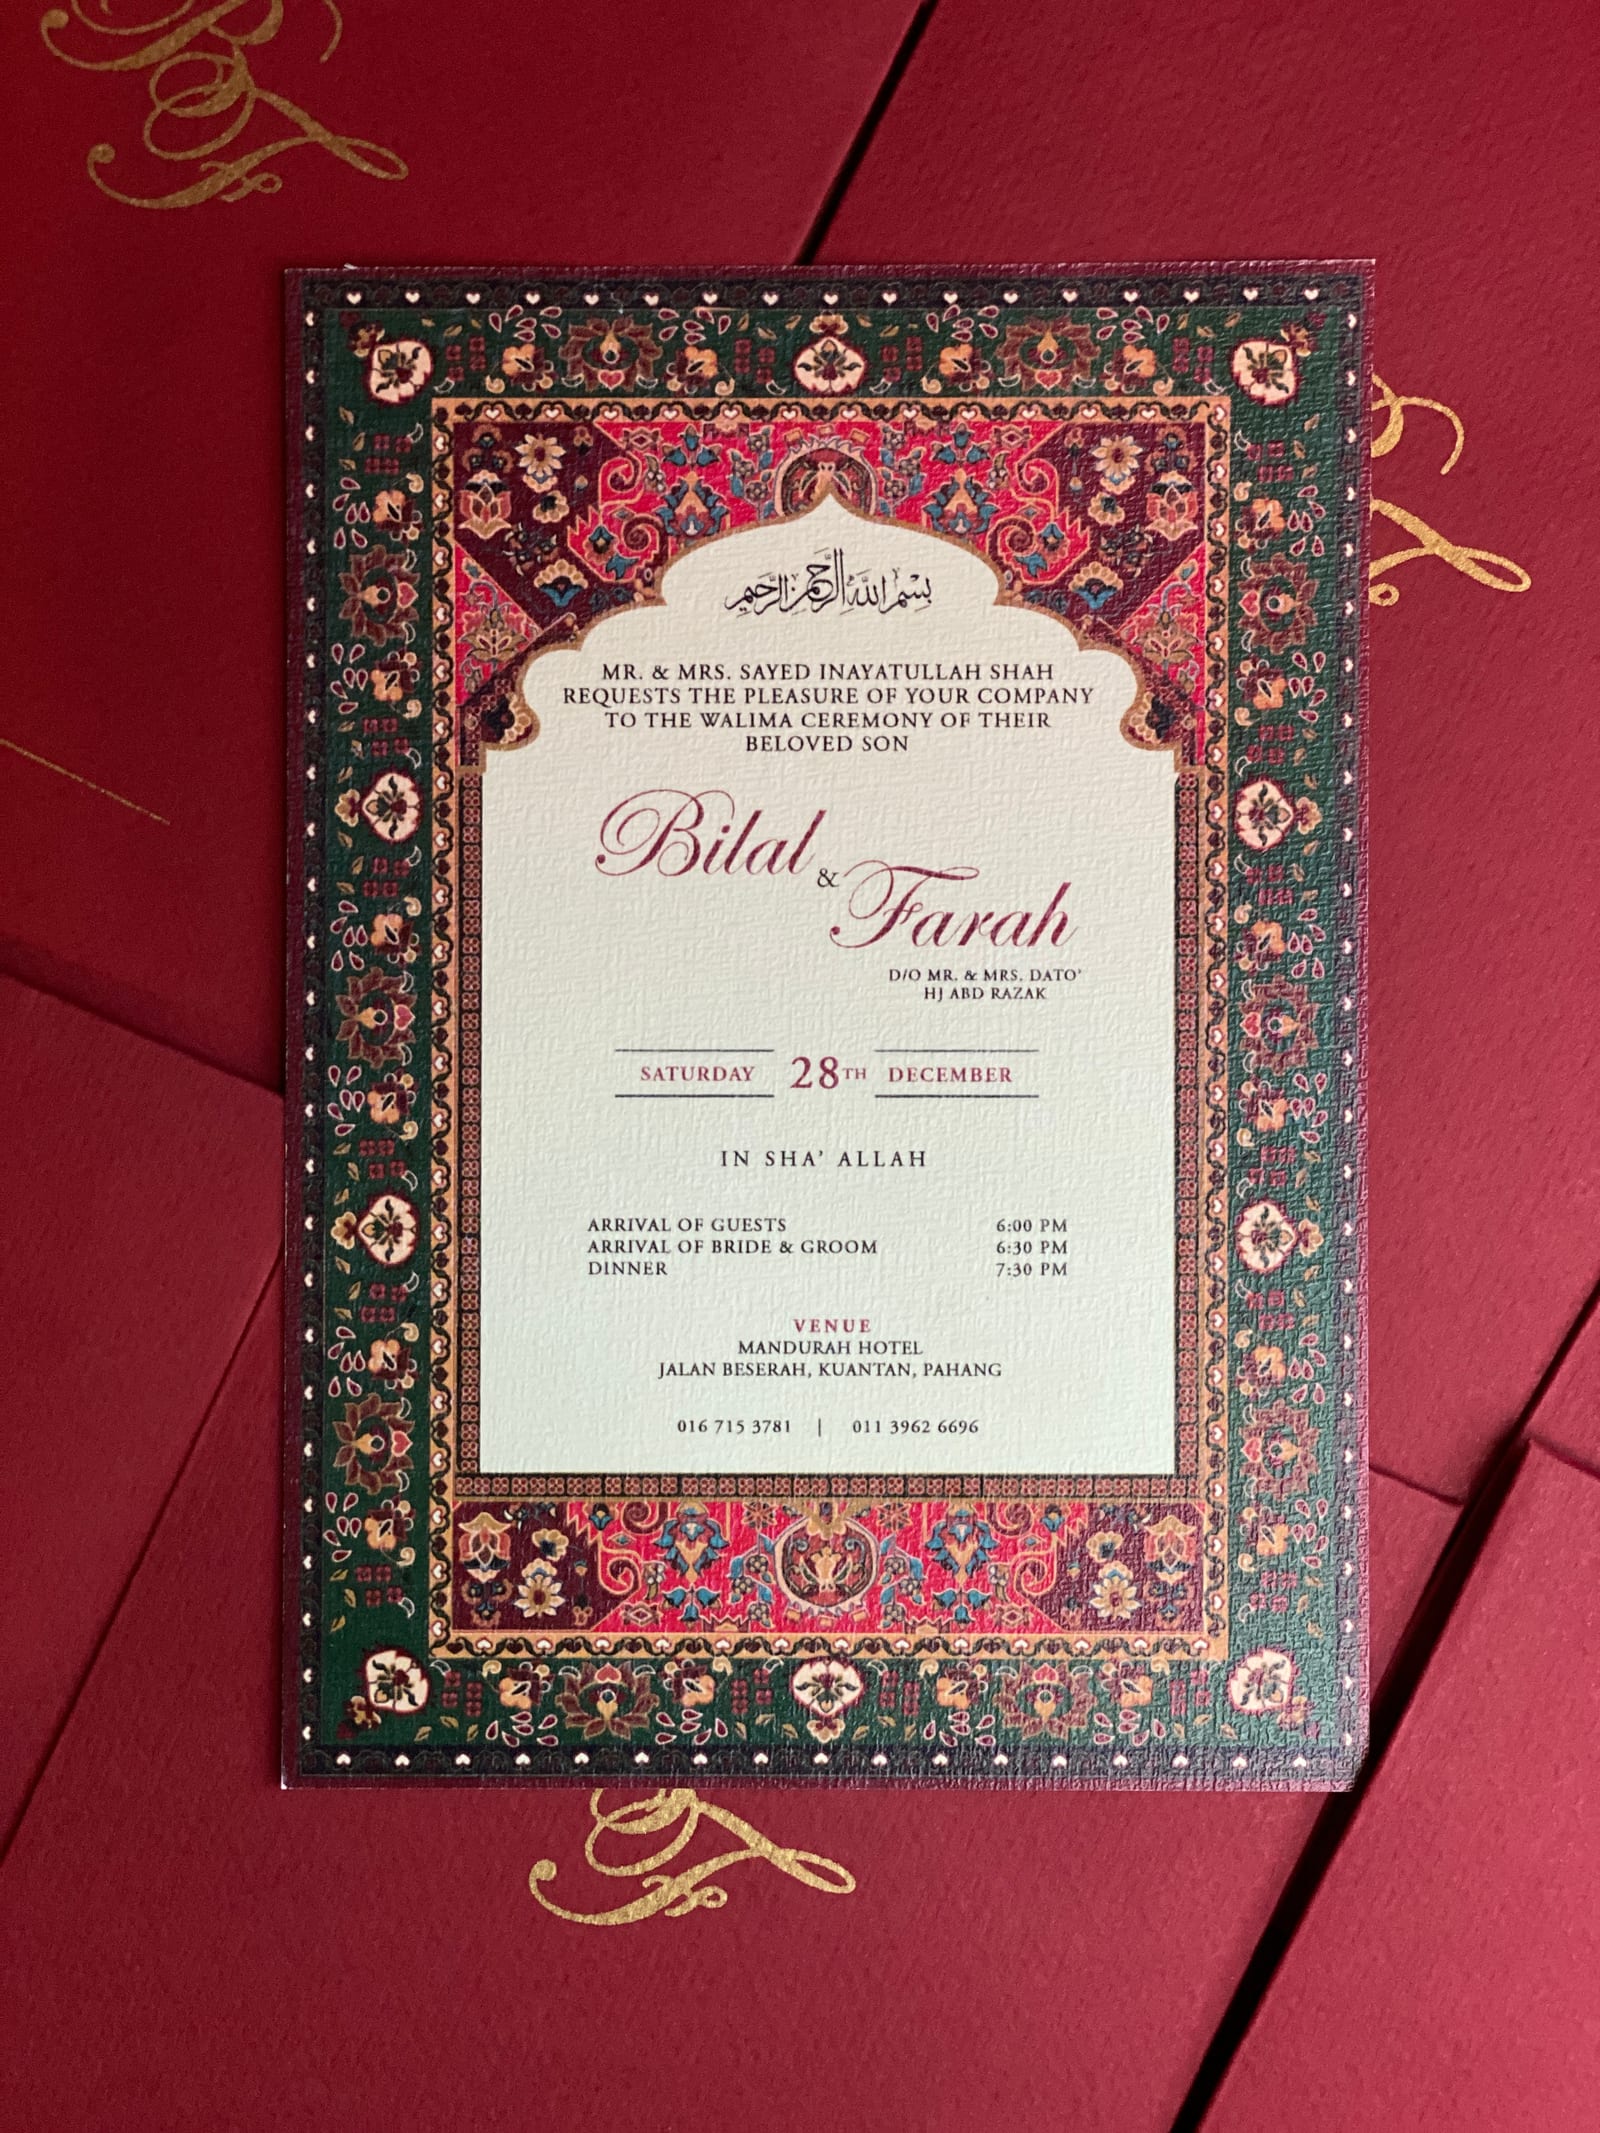 بسم الله الرحمن الرحيم
MR. & MRS. SAYED INAYATULLAH SHAH
REQUESTS THE PLEASURE OF YOUR COMPANY
TO THE WALIMA CEREMONY OF THEIR
BELOVED SON
Bilal
&
Farah
D/O MR. & MRS. DATO'
HJ ABD RAZAK
SATURDAY 28TH DECEMBER
IN SHA' ALLAH
ARRIVAL OF GUESTS 6:00 PM
ARRIVAL OF BRIDE & GROOM 6:30 PM
DINNER 7:30 PM
VENUE
MANDURAH HOTEL
JALAN BESERAH, KUANTAN, PAHANG
016 715 3781 | 011 3962 6696